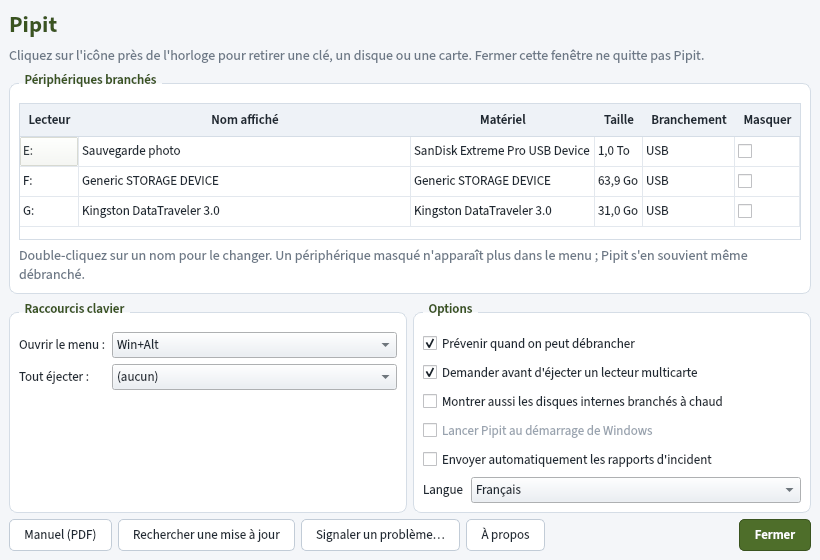 Pipit
Cliquez sur l'icône près de l'horloge pour retirer une clé, un disque ou une carte. Fermer cette fenêtre ne quitte pas Pipit.
Périphériques branchés
Lecteur Nom affiché Matériel Taille Branchement Masquer
E: Sauvegarde photo SanDisk Extreme Pro USB Device 1,0 To USB
F: Generic STORAGE DEVICE Generic STORAGE DEVICE 63,9 Go USB
G: Kingston DataTraveler 3.0 Kingston DataTraveler 3.0 31,0 Go USB
Double-cliquez sur un nom pour le changer. Un périphérique masqué n'apparaît plus dans le menu ; Pipit s'en souvient même
débranché.
Raccourcis clavier
Ouvrir le menu : Win+Alt
Tout éjecter : (aucun)
Options
Prévenir quand on peut débrancher
Demander avant d'éjecter un lecteur multicarte
Montrer aussi les disques internes branchés à chaud
Lancer Pipit au démarrage de Windows
Envoyer automatiquement les rapports d'incident
Langue Français
Manuel (PDF) Rechercher une mise à jour Signaler un problème… À propos Fermer